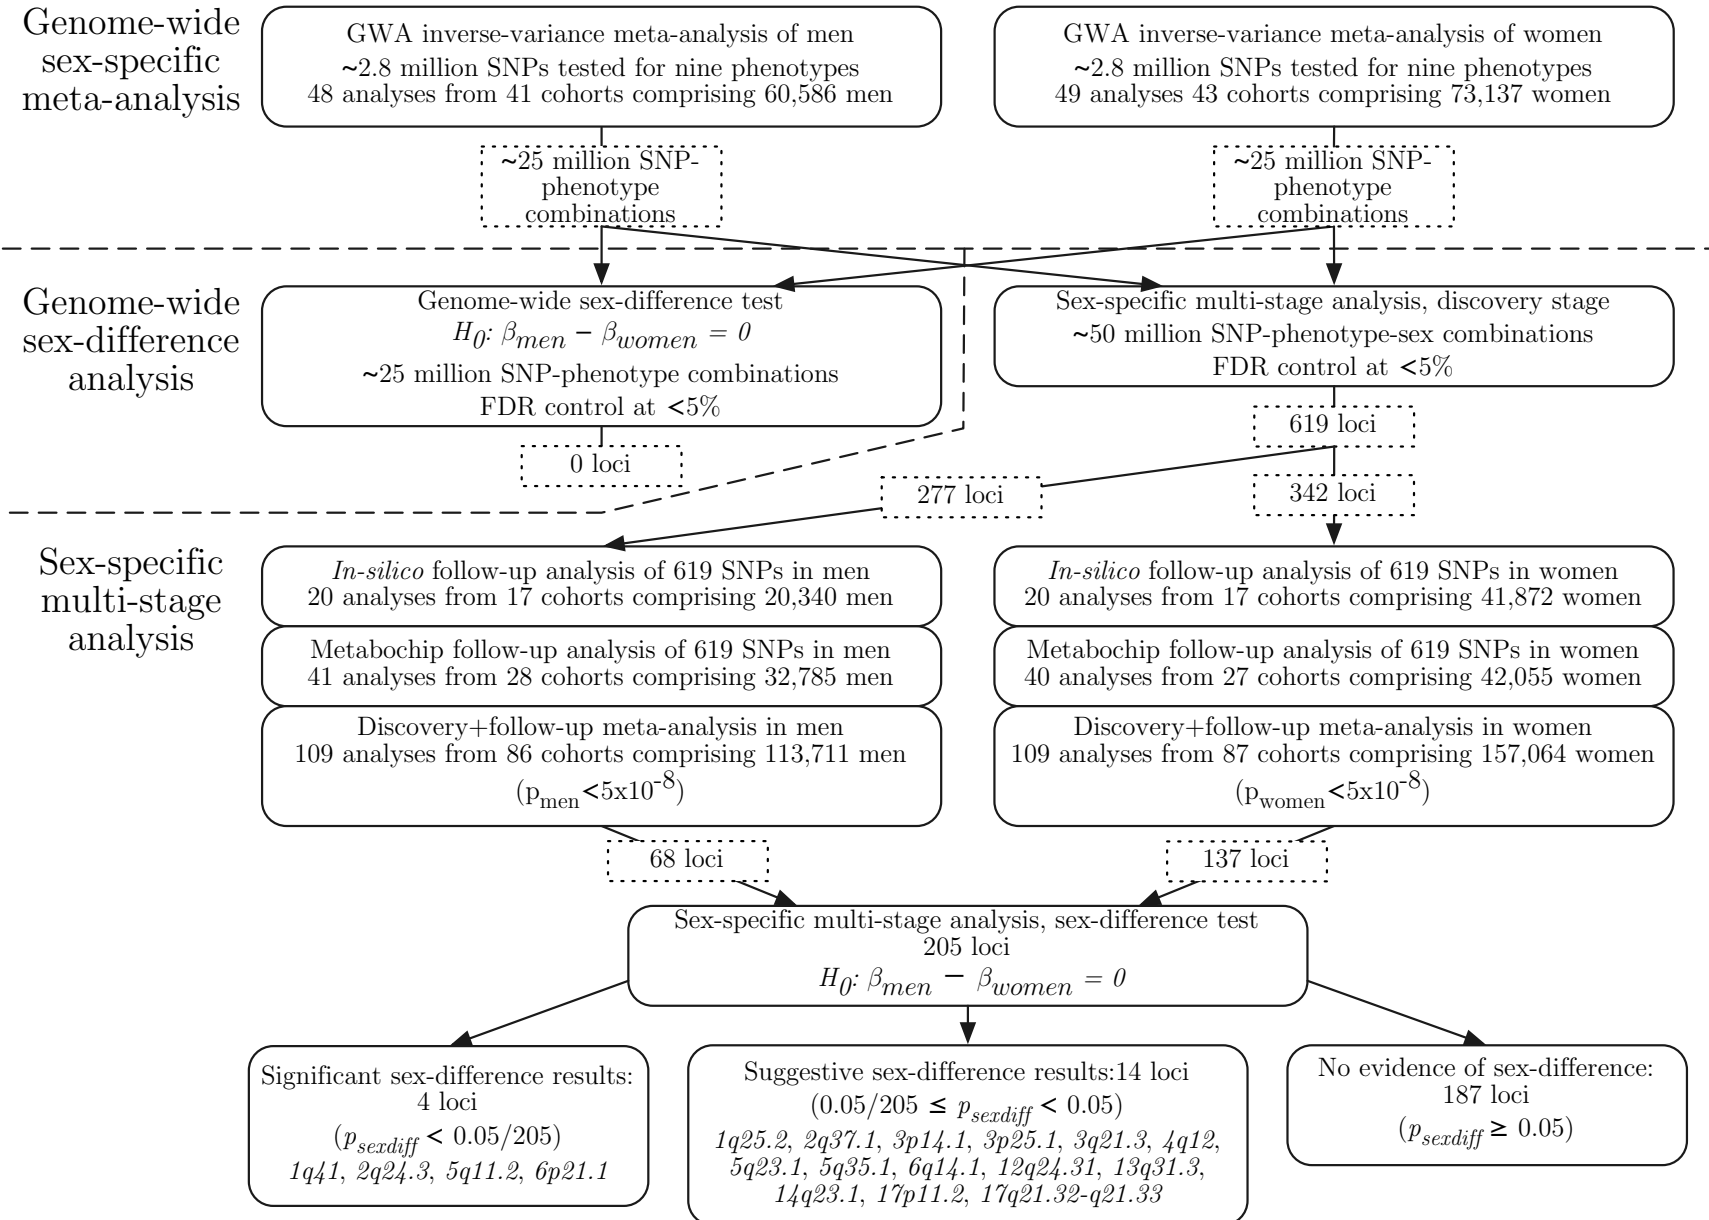 Genome-wide
sex-specific
meta-analysis
GWA inverse-variance meta-analysis of men
~2.8 million SNPs tested for nine phenotypes
48 analyses from 41 cohorts comprising 60,586 men
GWA inverse-variance meta-analysis of women
~2.8 million SNPs tested for nine phenotypes
49 analyses 43 cohorts comprising 73,137 women
~25 million SNP-
phenotype
combinations
~25 million SNP-
phenotype
combinations
Genome-wide
sex-difference
analysis
Genome-wide sex-difference test
H0: βmen − βwomen = 0
~25 million SNP-phenotype combinations
FDR control at <5%
Sex-specific multi-stage analysis, discovery stage
~50 million SNP-phenotype-sex combinations
FDR control at <5%
0 loci
619 loci
277 loci
342 loci
Sex-specific
multi-stage
analysis
In-silico follow-up analysis of 619 SNPs in men
20 analyses from 17 cohorts comprising 20,340 men
In-silico follow-up analysis of 619 SNPs in women
20 analyses from 17 cohorts comprising 41,872 women
Metabochip follow-up analysis of 619 SNPs in men
41 analyses from 28 cohorts comprising 32,785 men
Metabochip follow-up analysis of 619 SNPs in women
40 analyses from 27 cohorts comprising 42,055 women
Discovery+follow-up meta-analysis in men
109 analyses from 86 cohorts comprising 113,711 men
(pmen<5x10-8)
Discovery+follow-up meta-analysis in women
109 analyses from 87 cohorts comprising 157,064 women
(pwomen<5x10-8)
68 loci
137 loci
Sex-specific multi-stage analysis, sex-difference test
205 loci
H0: βmen − βwomen = 0
Significant sex-difference results:
4 loci
(psexdiff < 0.05/205)
1q41, 2q24.3, 5q11.2, 6p21.1
Suggestive sex-difference results:14 loci
(0.05/205 ≤ psexdiff < 0.05)
1q25.2, 2q37.1, 3p14.1, 3p25.1, 3q21.3, 4q12,
5q23.1, 5q35.1, 6q14.1, 12q24.31, 13q31.3,
14q23.1, 17p11.2, 17q21.32-q21.33
No evidence of sex-difference:
187 loci
(psexdiff ≥ 0.05)